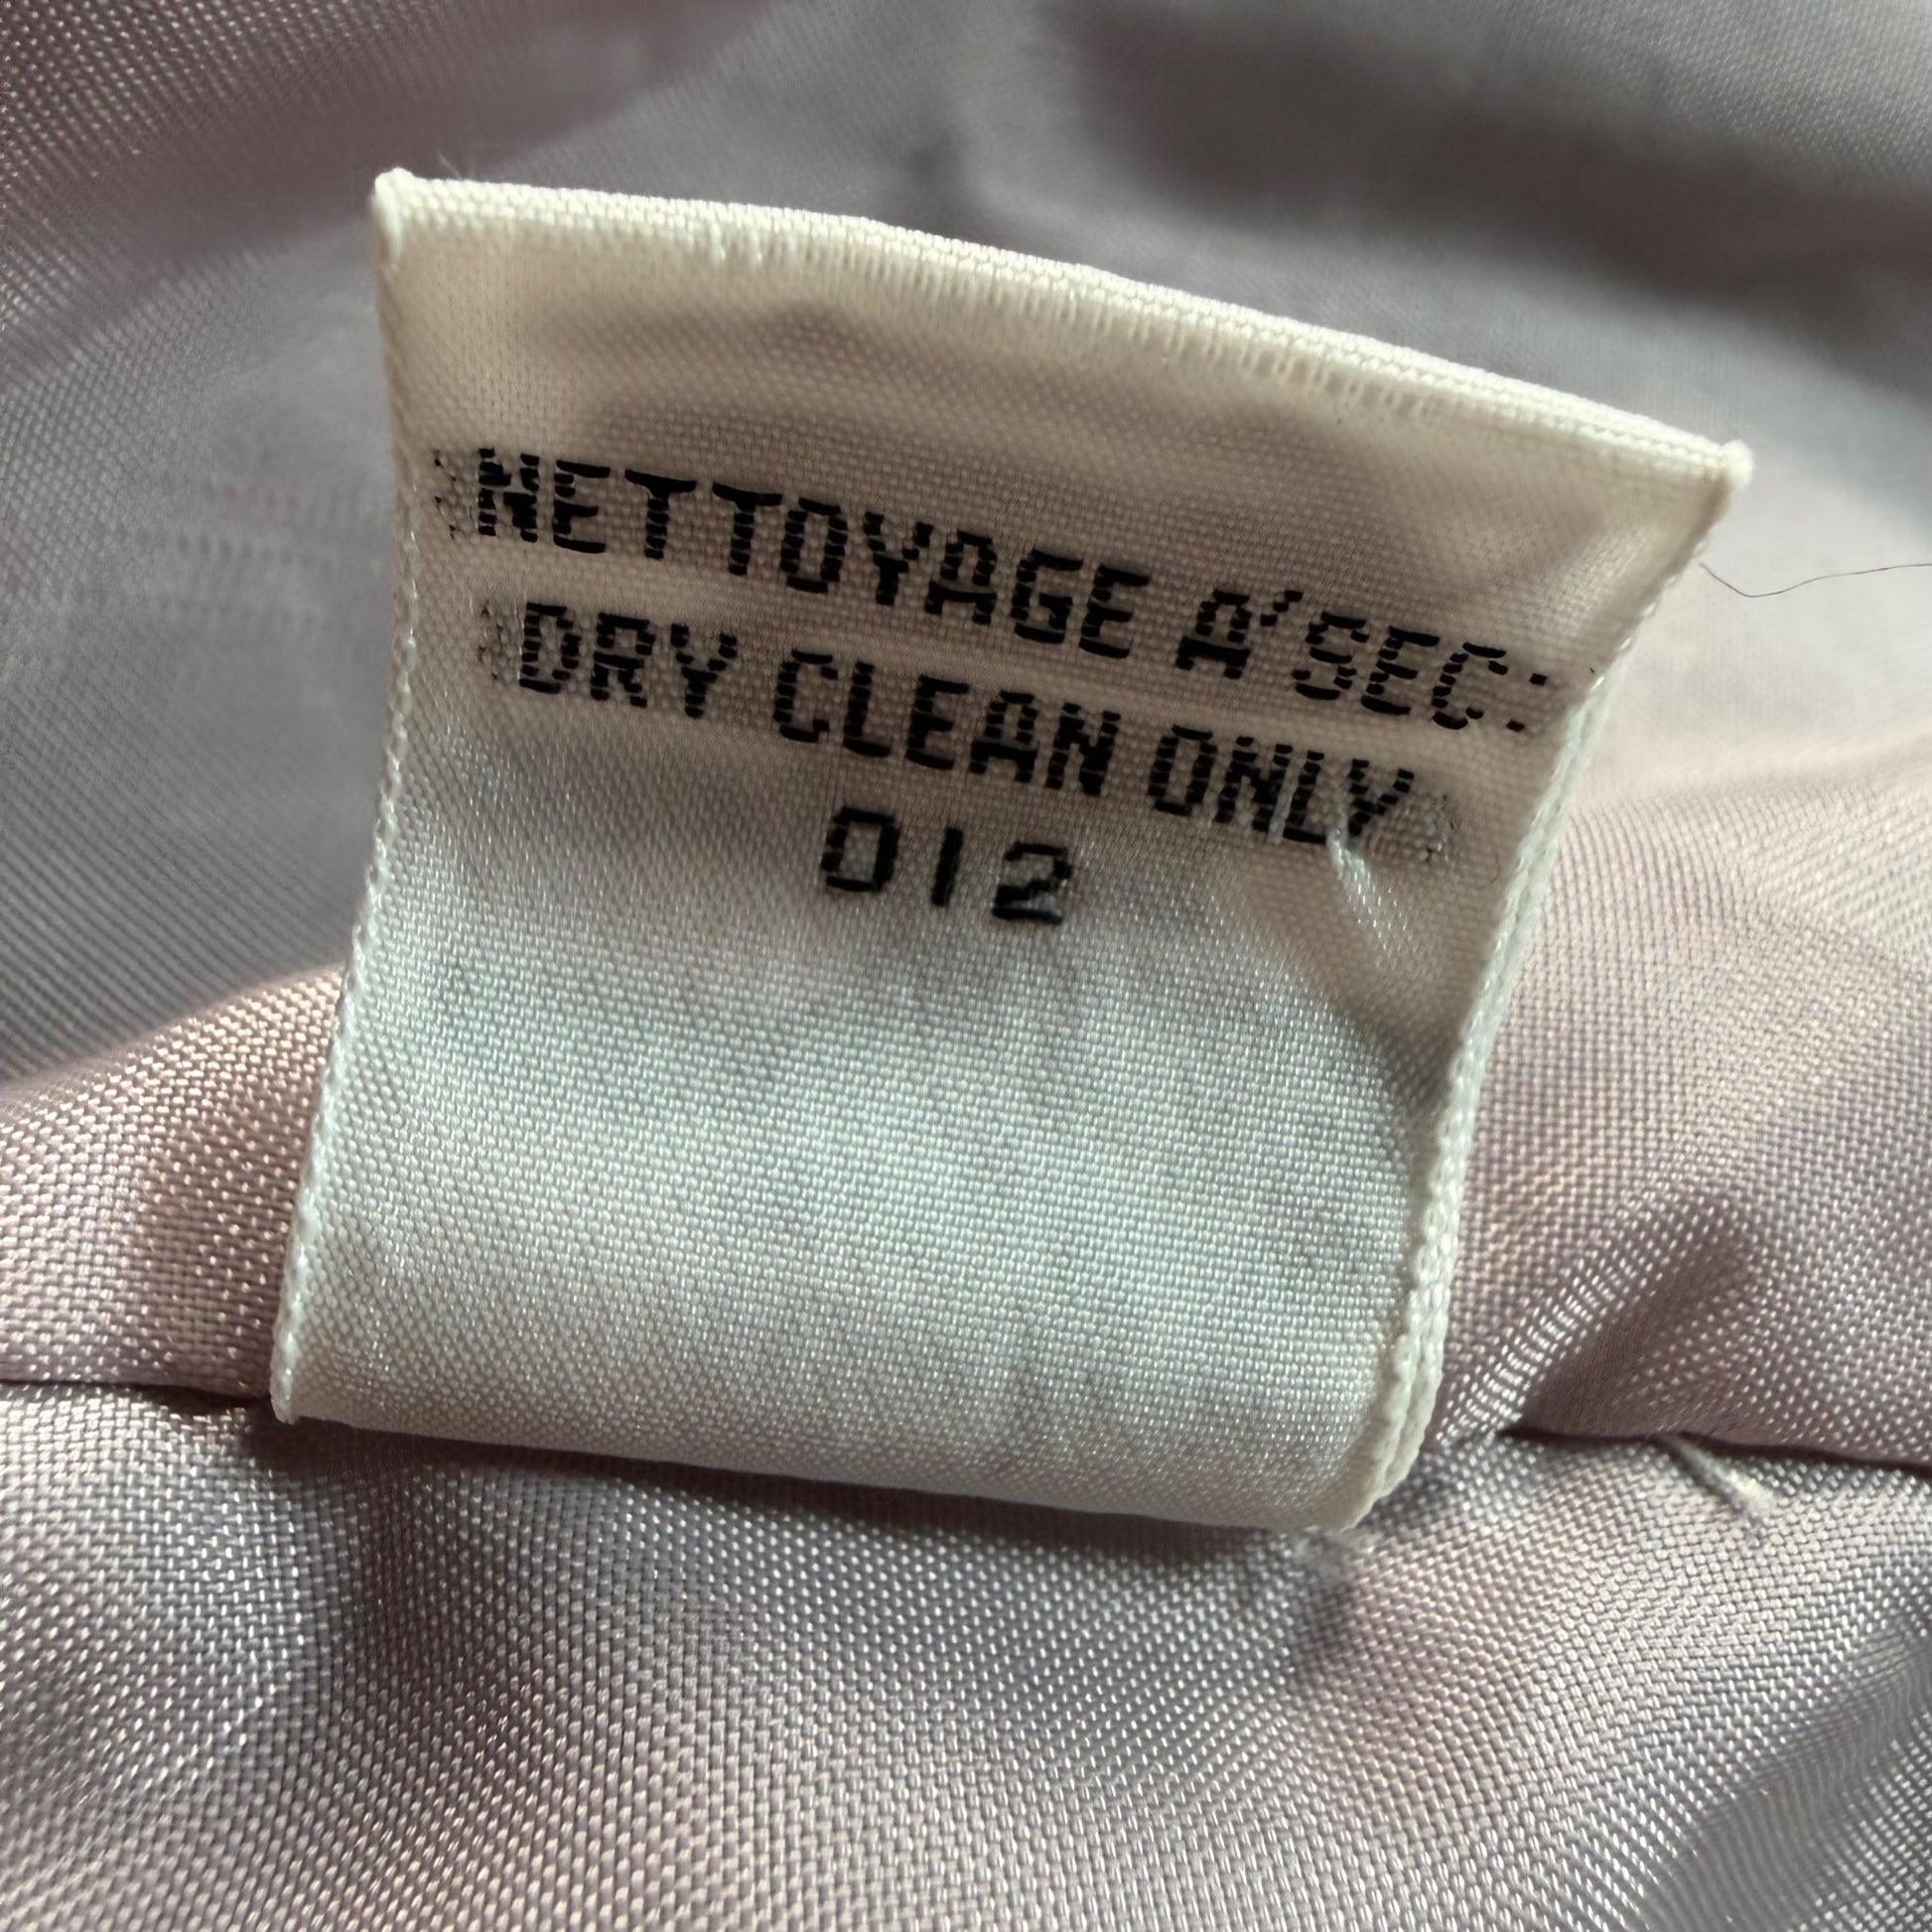 NETTOYAGE A'SEC:
DRY CLEAN ONLY
012